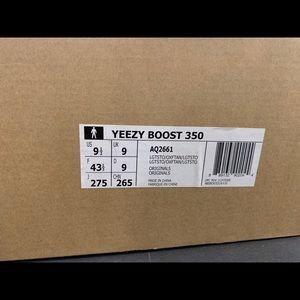 YEEZY BOOST 350
US 9½ UK 9
F 43⅓ D 9
J 275 CHN 265
AQ2661
LGTSTO/OXFTAN/LGTSTO
LGTSTO/OXFTAN/LGTSTO
ORIGINALS
ORIGINALS
MADE IN CHINA
FABRIQUE EN CHINE